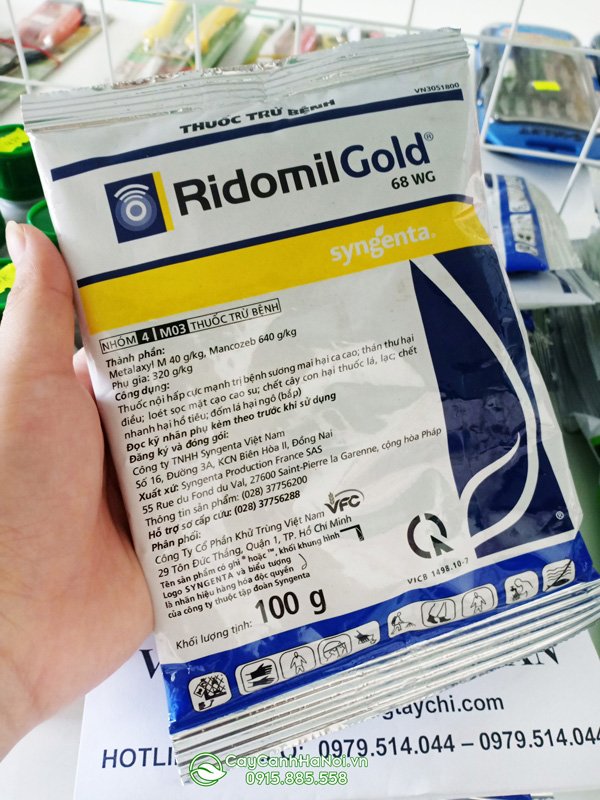 VN3051800
THUỐC TRỪ BỆNH
RidomilGold®
68 WG
syngenta®
NHÓM 4 M03 THUỐC TRỪ BỆNH
Thành phần:
Metalaxyl M 40 g/kg, Mancozeb 640 g/kg
Phụ gia: 320 g/kg
Công dụng:
Thuốc nội hấp cực mạnh trị bệnh sương mai hại ca cao; thán thư hại
điều; loét sọc mặt cạo cao su; chết cây con hại thuốc lá, lạc; chết
nhanh hại hồ tiêu; đốm lá hại ngô (bắp)
Đọc kỹ nhãn phụ kèm theo trước khi sử dụng
Đăng ký và đóng gói:
Công ty TNHH Syngenta Việt Nam
Số 16, Đường 3A, KCN Biên Hòa II, Đồng Nai
Xuất xứ: Syngenta Production France SAS
55 Rue du Fond du Val, 27600 Saint-Pierre la Garenne, cộng hòa Pháp
Thông tin sản phẩm: (028) 37756200
Hỗ trợ sơ cấp cứu: (028) 37756288
Phân phối:
VFC
Công Ty Cổ Phần Khử Trùng Việt Nam
29 Tôn Đức Thắng, Quận 1, TP. Hồ Chí Minh
Tên sản phẩm có ghi ® hoặc ™, khối khung hình
Logo SYNGENTA và biểu tượng
là nhãn hiệu hàng hóa độc quyền
của công ty thuộc tập đoàn Syngenta
®
VICB 1498.10-7
Khối lượng tịnh: 100 g
gtaychi.com
HOTLIN
0979.514.044 – 0979.514.044
CayCanhHaNoi.vn
0915.885.558